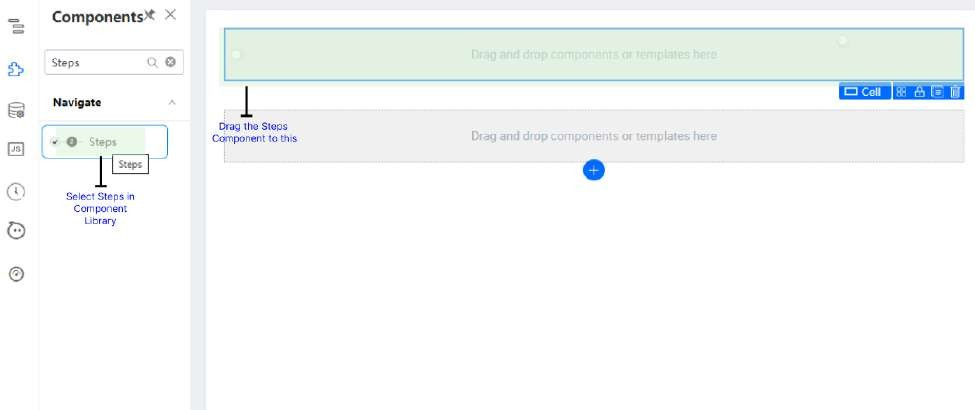 Components
Steps
Navigate
Steps
Steps
Select Steps in
Component
Library
Drag and drop components or templates here
Cell
Drag the Steps
Component to this
Drag and drop components or templates here
JS